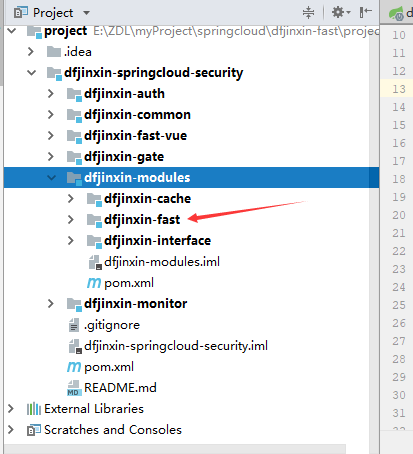 Project
project E:\ZDL\myProject\springcloud\dfjinxin-fast\projec
.idea
dfjinxin-springcloud-security
dfjinxin-auth
dfjinxin-common
dfjinxin-fast-vue
dfjinxin-gate
dfjinxin-modules
dfjinxin-cache
dfjinxin-fast
dfjinxin-interface
dfjinxin-modules.iml
pom.xml
dfjinxin-monitor
.gitignore
dfjinxin-springcloud-security.iml
pom.xml
README.md
External Libraries
Scratches and Consoles
d
10
11
12
13
14
15
16
17
18
19
20
21
22
23
24
25
26
27
28
29
30
31